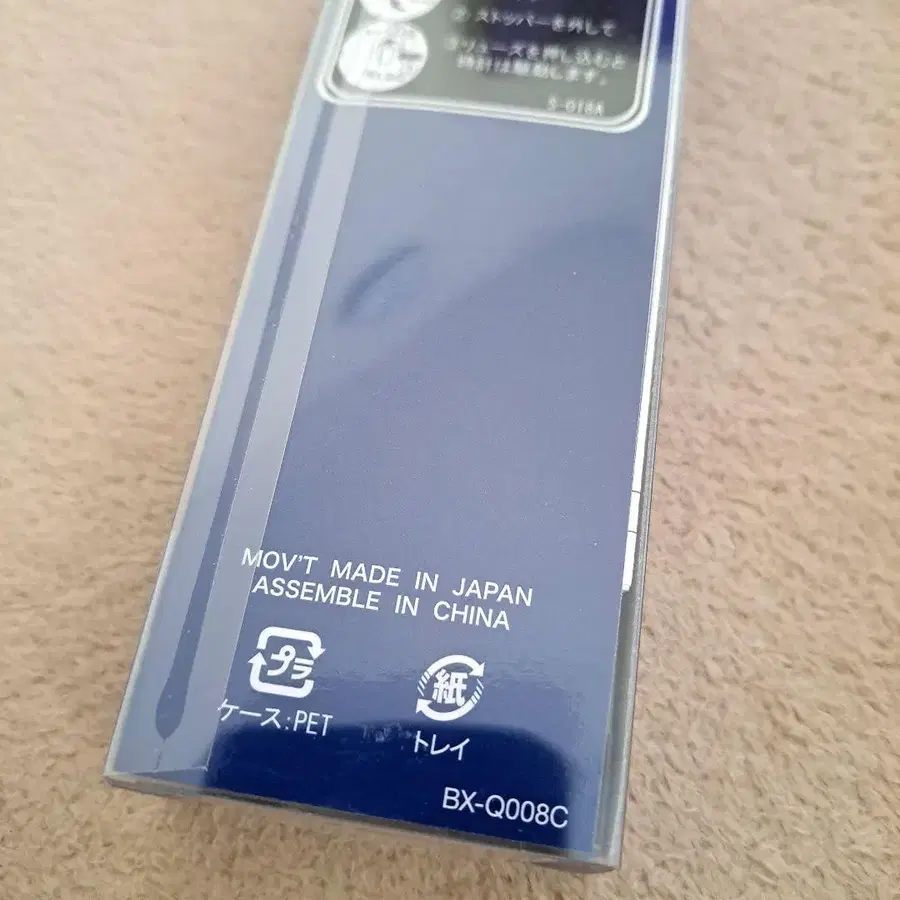 ② ストッパーを外して
リューズを押し込むと
時計は駆動します。
S-018A
MOV'T MADE IN JAPAN
ASSEMBLE IN CHINA
プラ
紙
ケース:PET
トレイ
BX-Q008C